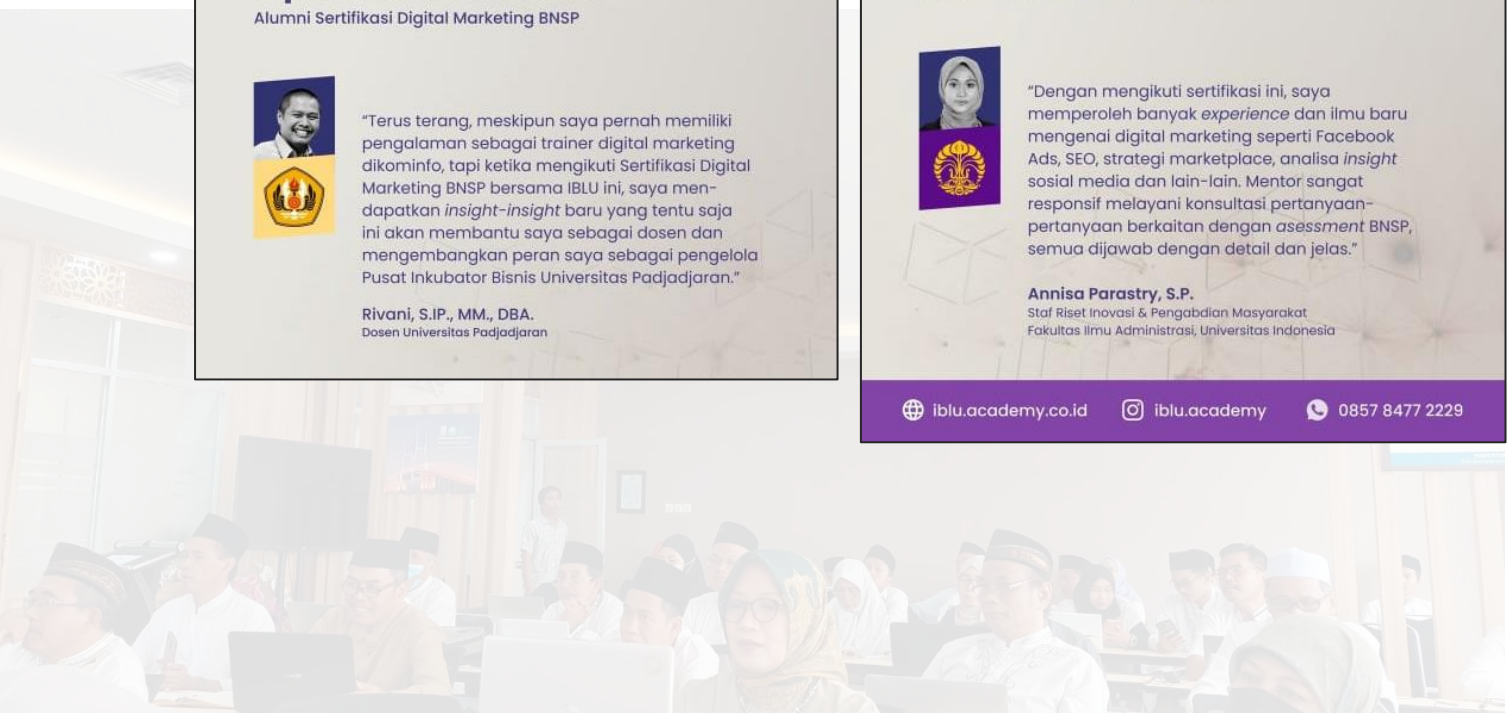 Alumni Sertifikasi Digital Marketing BNSP
“Terus terang, meskipun saya pernah memiliki
pengalaman sebagai trainer digital marketing
dikominfo, tapi ketika mengikuti Sertifikasi Digital
Marketing BNSP bersama IBLU ini, saya men-
dapatkan insight-insight baru yang tentu saja
ini akan membantu saya sebagai dosen dan
mengembangkan peran saya sebagai pengelola
Pusat Inkubator Bisnis Universitas Padjadjaran.”
Rivani, S.IP., MM., DBA.
Dosen Universitas Padjadjaran
“Dengan mengikuti sertifikasi ini, saya
memperoleh banyak experience dan ilmu baru
mengenai digital marketing seperti Facebook
Ads, SEO, strategi marketplace, analisa insight
sosial media dan lain-lain. Mentor sangat
responsif melayani konsultasi pertanyaan-
pertanyaan berkaitan dengan asessment BNSP,
semua dijawab dengan detail dan jelas.”
Annisa Parastry, S.P.
Staf Riset Inovasi & Pengabdian Masyarakat
Fakultas Ilmu Administrasi, Universitas Indonesia
iblu.academy.co.id
iblu.academy
0857 8477 2229